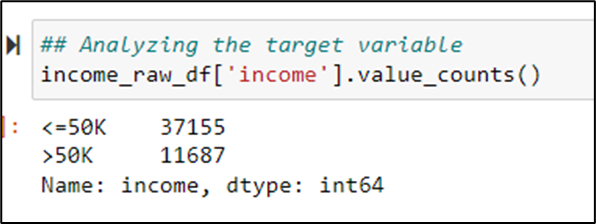 ## Analyzing the target variable
income_raw_df['income'].value_counts()
]:
<=50K    37155
>50K     11687
Name: income, dtype: int64